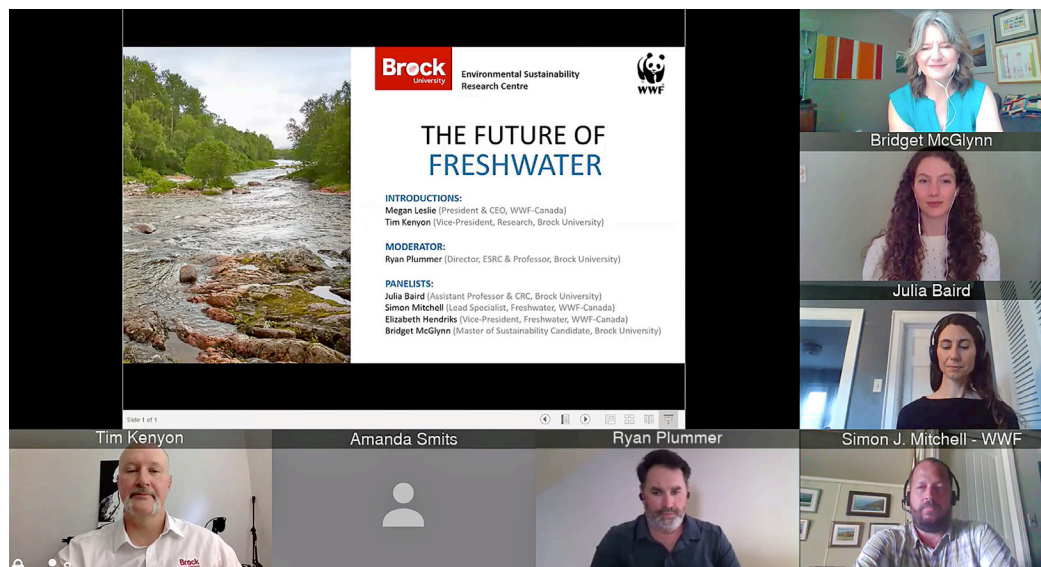 Brock
University
Environmental Sustainability
Research Centre
WWF
THE FUTURE OF
FRESHWATER
INTRODUCTIONS:
Megan Leslie (President & CEO, WWF-Canada)
Tim Kenyon (Vice-President, Research, Brock University)
MODERATOR:
Ryan Plummer (Director, ESRC & Professor, Brock University)
PANELISTS:
Julia Baird (Assistant Professor & CRC, Brock University)
Simon Mitchell (Lead Specialist, Freshwater, WWF-Canada)
Elizabeth Hendriks (Vice-President, Freshwater, WWF-Canada)
Bridget McGlynn (Master of Sustainability Candidate, Brock University)
Slide 1 of 1
Bridget McGlynn
Julia Baird
Tim Kenyon
Amanda Smits
Ryan Plummer
Simon J. Mitchell - WWF
Brock